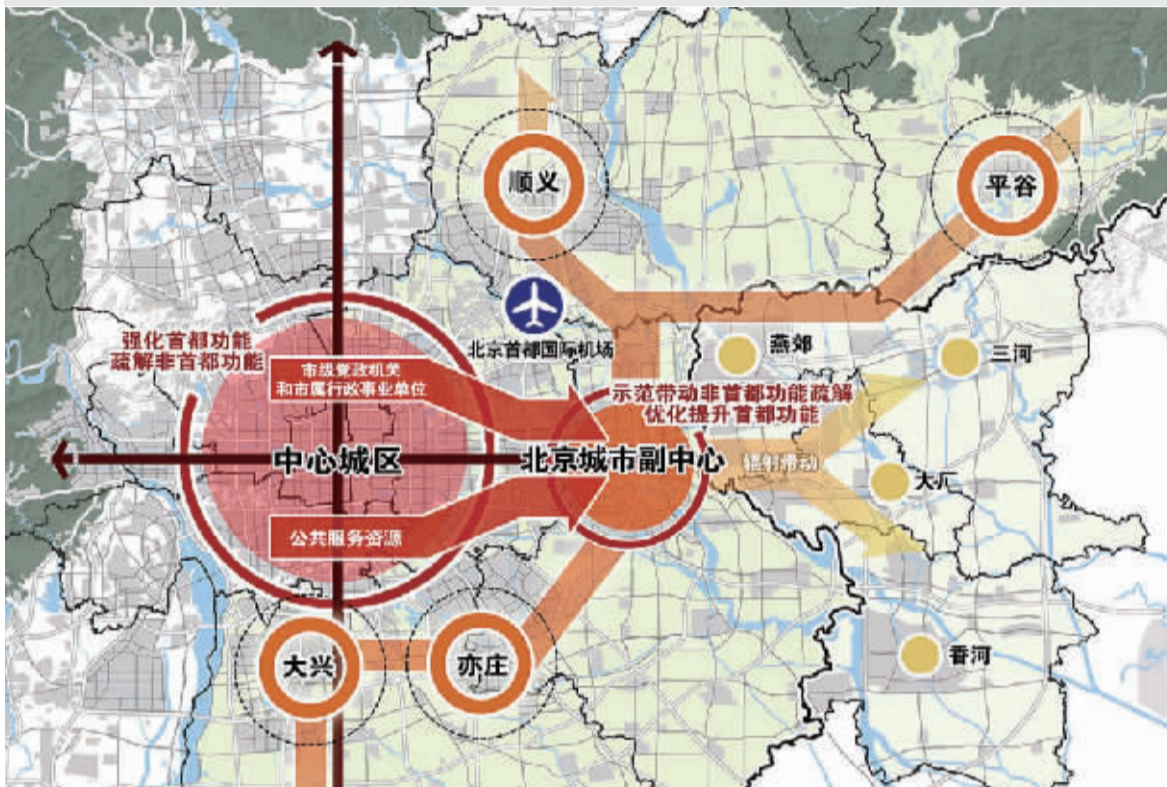 顺义
平谷
北京首都国际机场
燕郊
三河
强化首都功能
疏解非首都功能
市级党政机关
和市属行政事业单位
示范带动非首都功能疏解
优化提升首都功能
中心城区
北京城市副中心
辐射带动
大厂
公共服务资源
大兴
亦庄
香河